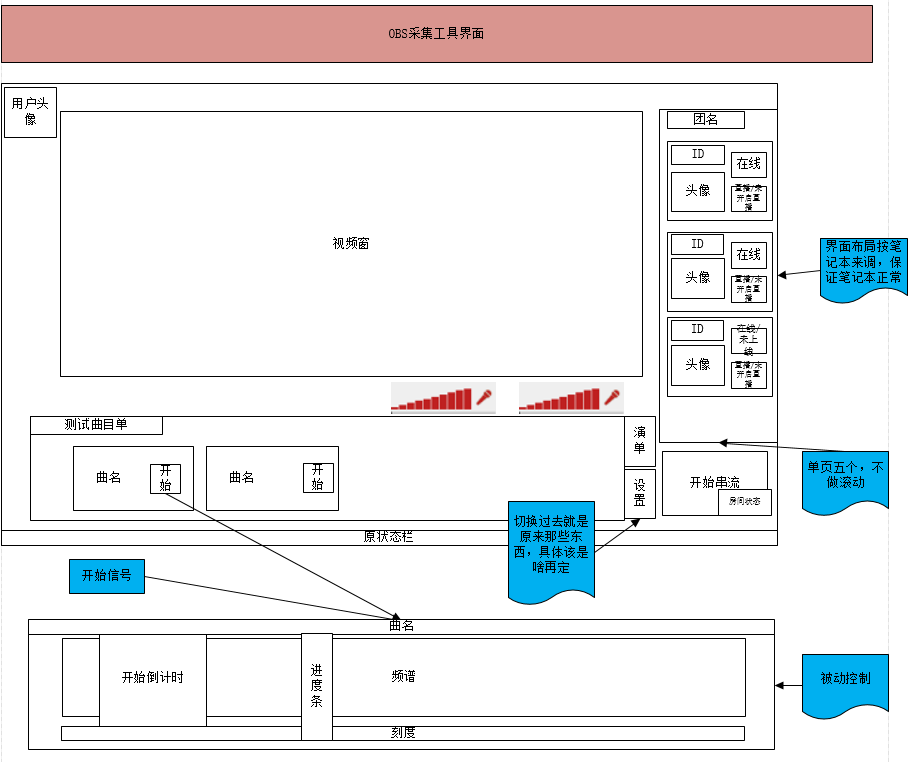 OBS采集工具界面
用户头
像
视频窗
团名
ID
在线
头像
直播/未
开启直
播
ID
在线
头像
直播/未
开启直
播
ID
在线/
未上
线
头像
直播/未
开启直
播
界面布局按笔
记本来调，保
证笔记本正常
测试曲目单
曲名
开
始
曲名
开
始
演
单
设
置
开始串流
房间状态
单页五个，不
做滚动
原状态栏
切换过去就是
原来那些东
西，具体该是
啥再定
开始信号
曲名
开始倒计时
进
度
条
频谱
刻度
被动控制